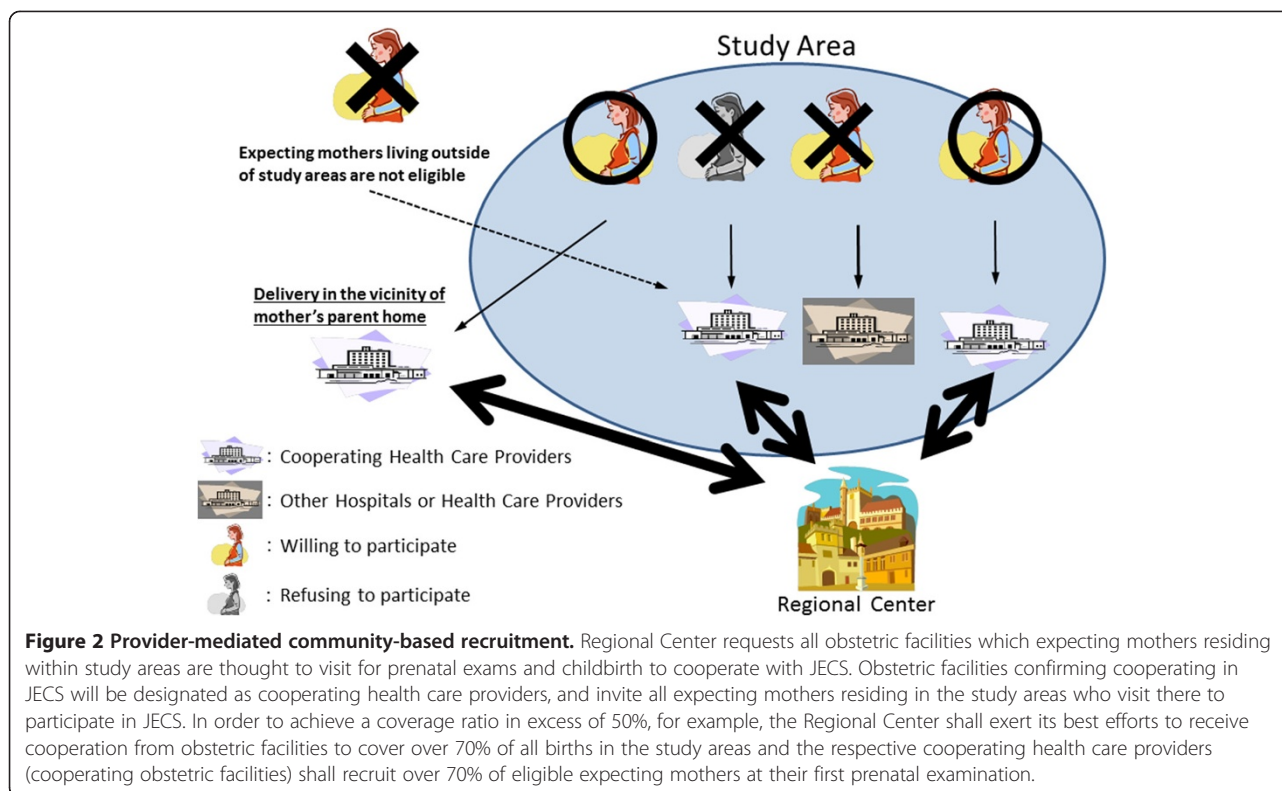 Study Area
Expecting mothers living outside
of study areas are not eligible
Delivery in the vicinity of
mother's parent home
: Cooperating Health Care Providers
: Other Hospitals or Health Care Providers
: Willing to participate
: Refusing to participate
Regional Center
Figure 2 Provider-mediated community-based recruitment. Regional Center requests all obstetric facilities which expecting mothers residing
within study areas are thought to visit for prenatal exams and childbirth to cooperate with JECS. Obstetric facilities confirming cooperating in
JECS will be designated as cooperating health care providers, and invite all expecting mothers residing in the study areas who visit there to
participate in JECS. In order to achieve a coverage ratio in excess of 50%, for example, the Regional Center shall exert its best efforts to receive
cooperation from obstetric facilities to cover over 70% of all births in the study areas and the respective cooperating health care providers
(cooperating obstetric facilities) shall recruit over 70% of eligible expecting mothers at their first prenatal examination.